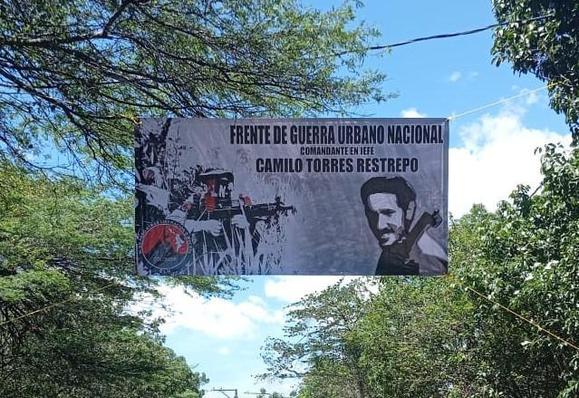 FRENTE DE GUERRA URBANO NACIONAL
COMANDANTE EN JEFE
CAMILO TORRES RESTREPO